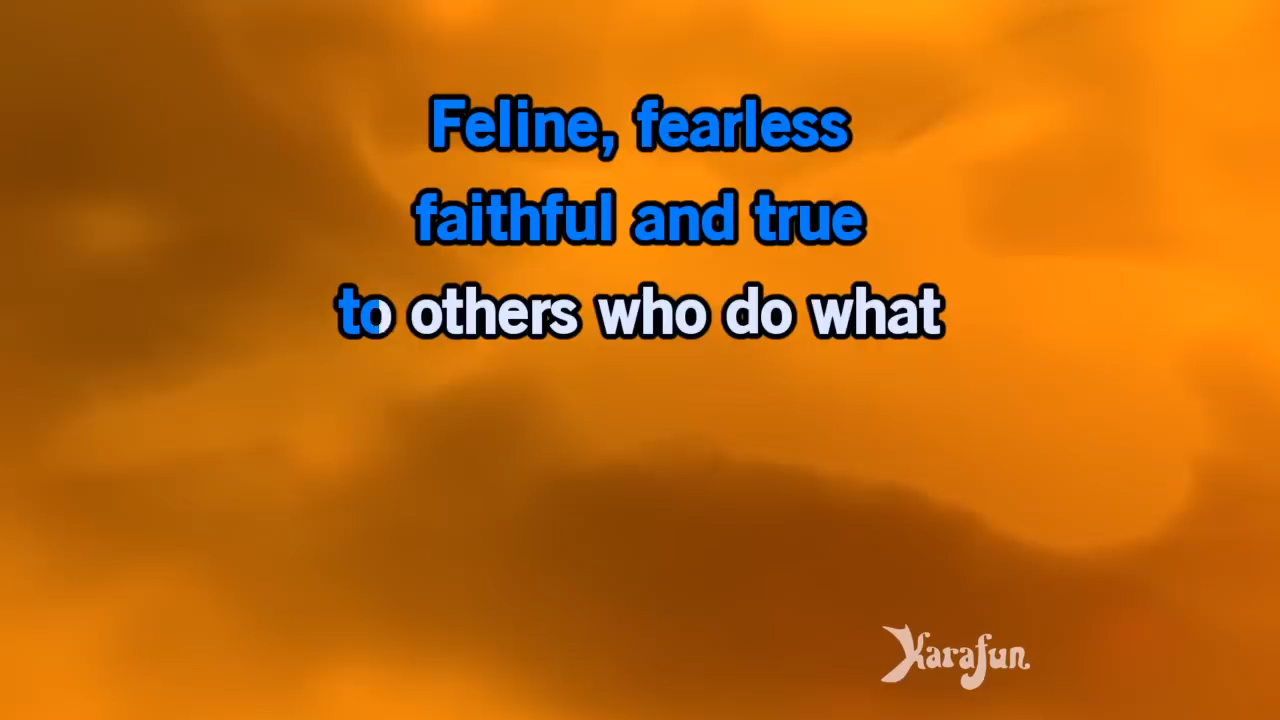 Feline, fearless
faithful and true
to others who do what
Karafun